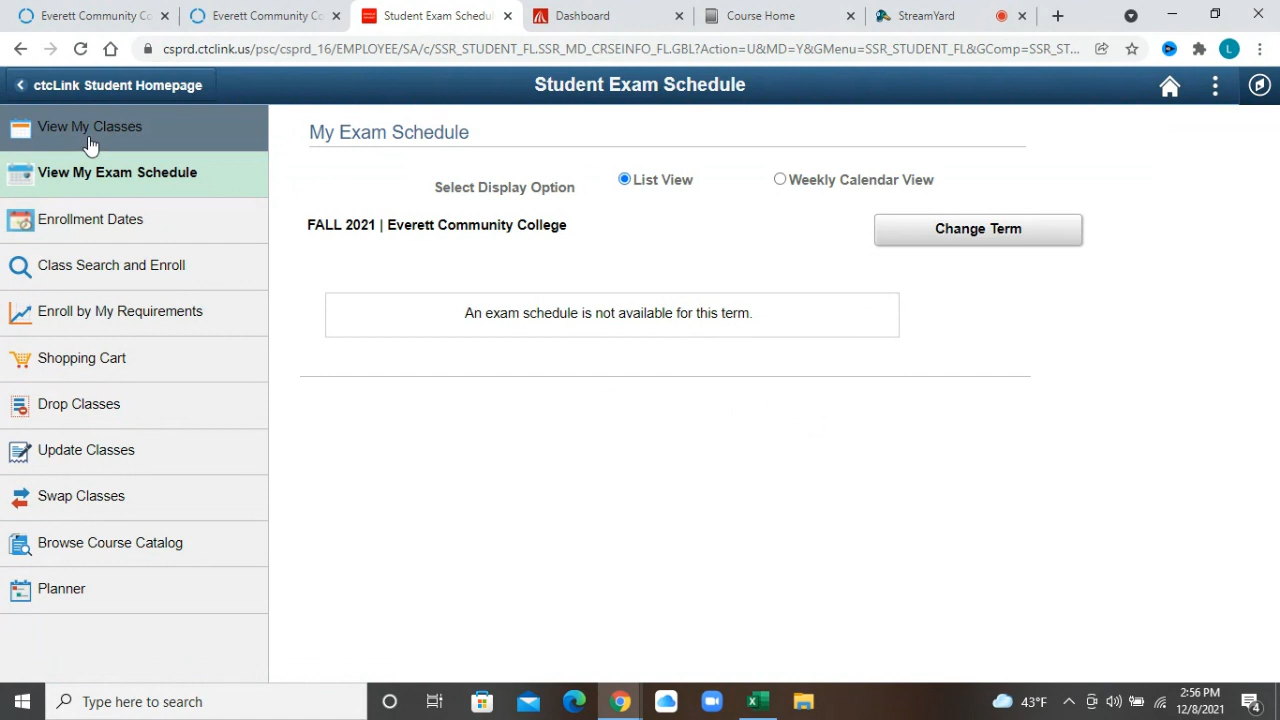 Everett Community Co
Everett Community Co
Student Exam Schedul
Dashboard
Course Home
StreamYard
csprd.ctclink.us/psc/csprd_16/EMPLOYEE/SA/c/SSR_STUDENT_FL.SSR_MD_CRSEINFO_FL.GBL?Action=U&MD=Y&GMenu=SSR_STUDENT_FL&GComp=SSR_ST...
L
ctcLink Student Homepage
Student Exam Schedule
View My Classes
View My Exam Schedule
Enrollment Dates
Class Search and Enroll
Enroll by My Requirements
Shopping Cart
Drop Classes
Update Classes
Swap Classes
Browse Course Catalog
Planner
My Exam Schedule
Select Display Option
List View
Weekly Calendar View
FALL 2021 | Everett Community College
Change Term
An exam schedule is not available for this term.
Type here to search
43°F
2:56 PM
12/8/2021
4